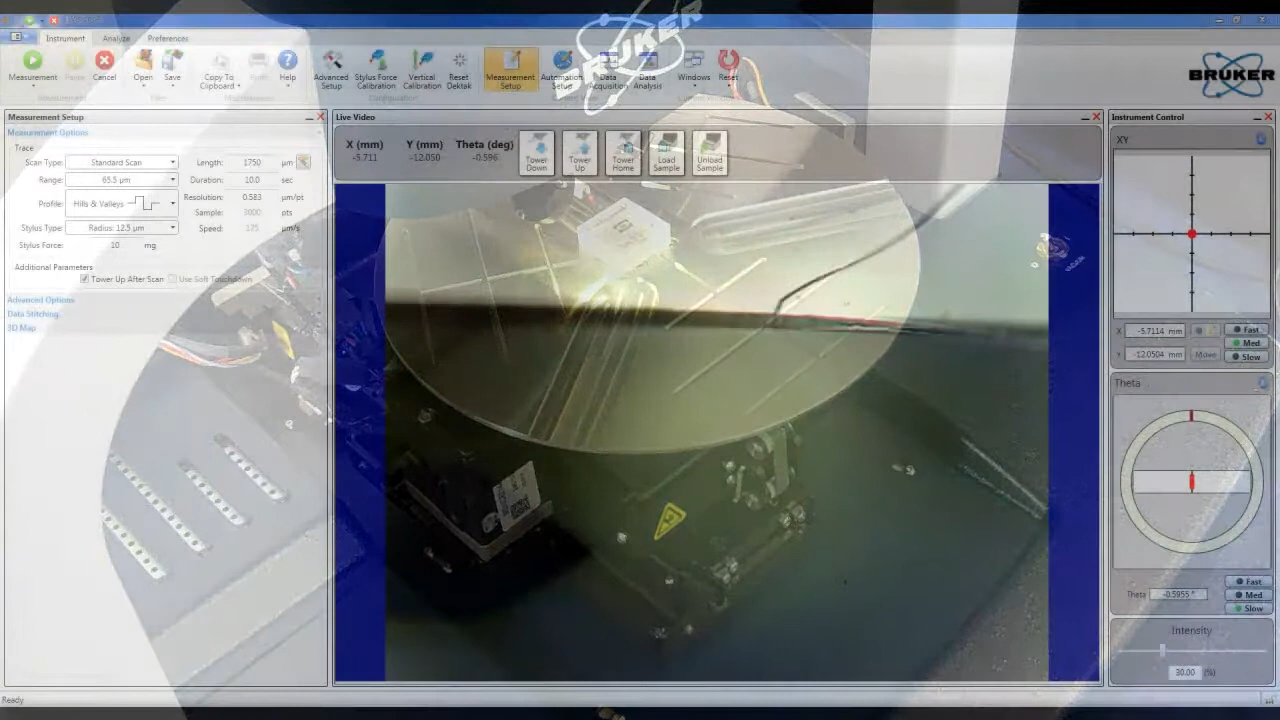 BRUKER
Instrument Analyze Preferences
Measurement Cancel Open Save Copy To Clipboard Help Advanced Setup Stylus Force Calibration Vertical Calibration Reset Dektak Measurement Setup Automation Setup Data Acquisition Data Analysis Windows Reset
BRUKER
Configuration
Measurement Setup
Measurement Options
Trace
Scan Type: Standard Scan Length: 1750 µm
Range: 65.5 µm Duration: 10.0 sec
Profile: Hills & Valleys Resolution: 0.583 µm/pt
Sample: 3000 pts
Stylus Type: Radius: 12.5 µm Speed: 175 µm/s
Stylus Force: 10 mg
Additional Parameters
Tower Up After Scan Use Soft Touchdown
Advanced Options
Data Stitching
3D Map
Live Video
X (mm) Y (mm) Theta (deg)
-5.711 -12.050 -0.596
Tower Down
Tower Up
Tower Home
Load Sample
Unload Sample
Instrument Control
XY
X -5.7114 mm Fast
Med
Y -12.0504 mm Move Slow
Theta
Fast
Theta -0.5955 ° Med
Slow
Intensity
30.00 (%)
Ready